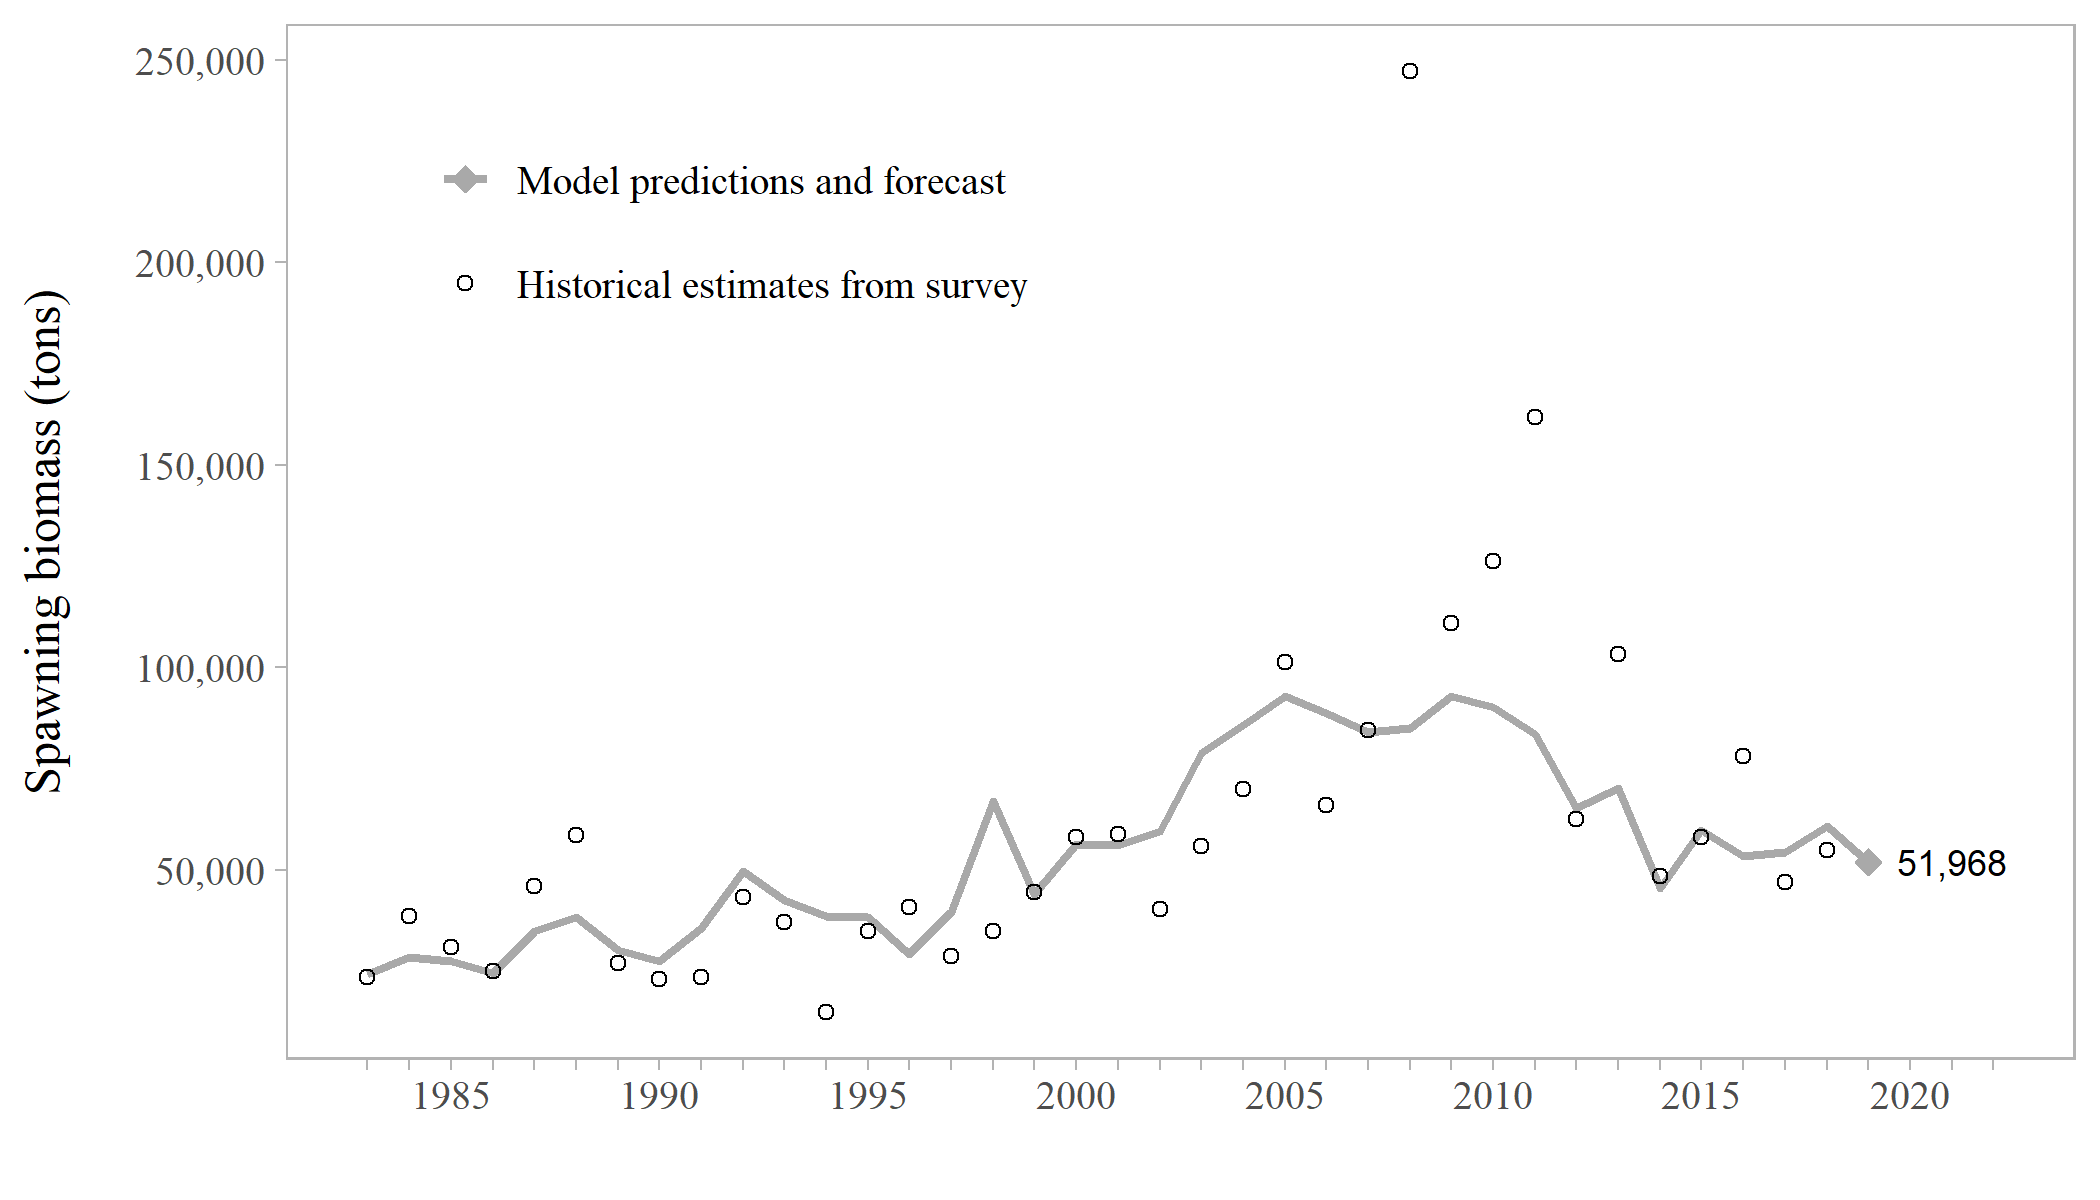 250,000
Model predictions and forecast
200,000
Historical estimates from survey
Spawning biomass (tons)
150,000
100,000
50,000
51,968
1985 1990 1995 2000 2005 2010 2015 2020